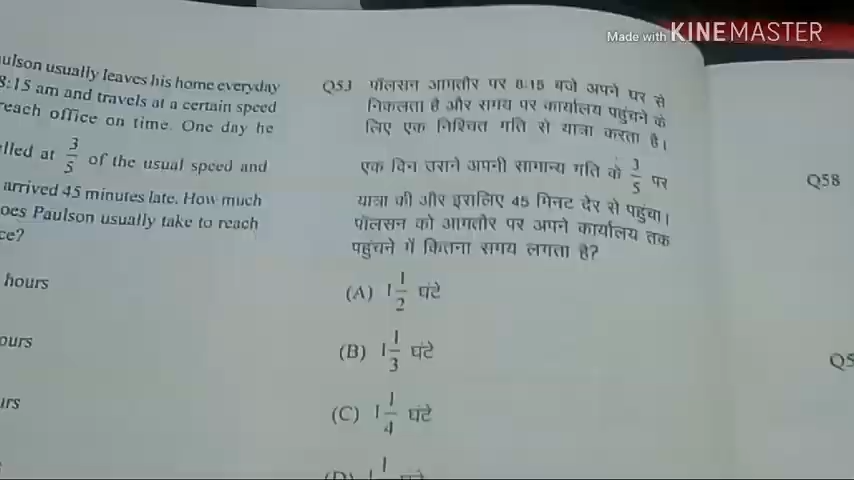 Made with KINEMASTER
ulson usually leaves his home everyday
8:15 am and travels at a certain speed
reach office on time. One day he
lled at 3/5 of the usual speed and
arrived 45 minutes late. How much
oes Paulson usually take to reach
ce?
hours
ours
urs
Q53 पॉलसन आमतौर पर 8:15 बजे अपने घर से
निकलता है और समय पर कार्यालय पहुंचने के
लिए एक निश्चित गति से यात्रा करता है।
एक दिन उसने अपनी सामान्य गति के 3/5 पर
यात्रा की और इसलिए 45 मिनट देर से पहुंचा।
पॉलसन को आमतौर पर अपने कार्यालय तक
पहुंचने में कितना समय लगता है?
(A) 1 1/2 घंटे
(B) 1 1/3 घंटे
(C) 1 1/4 घंटे
Q58